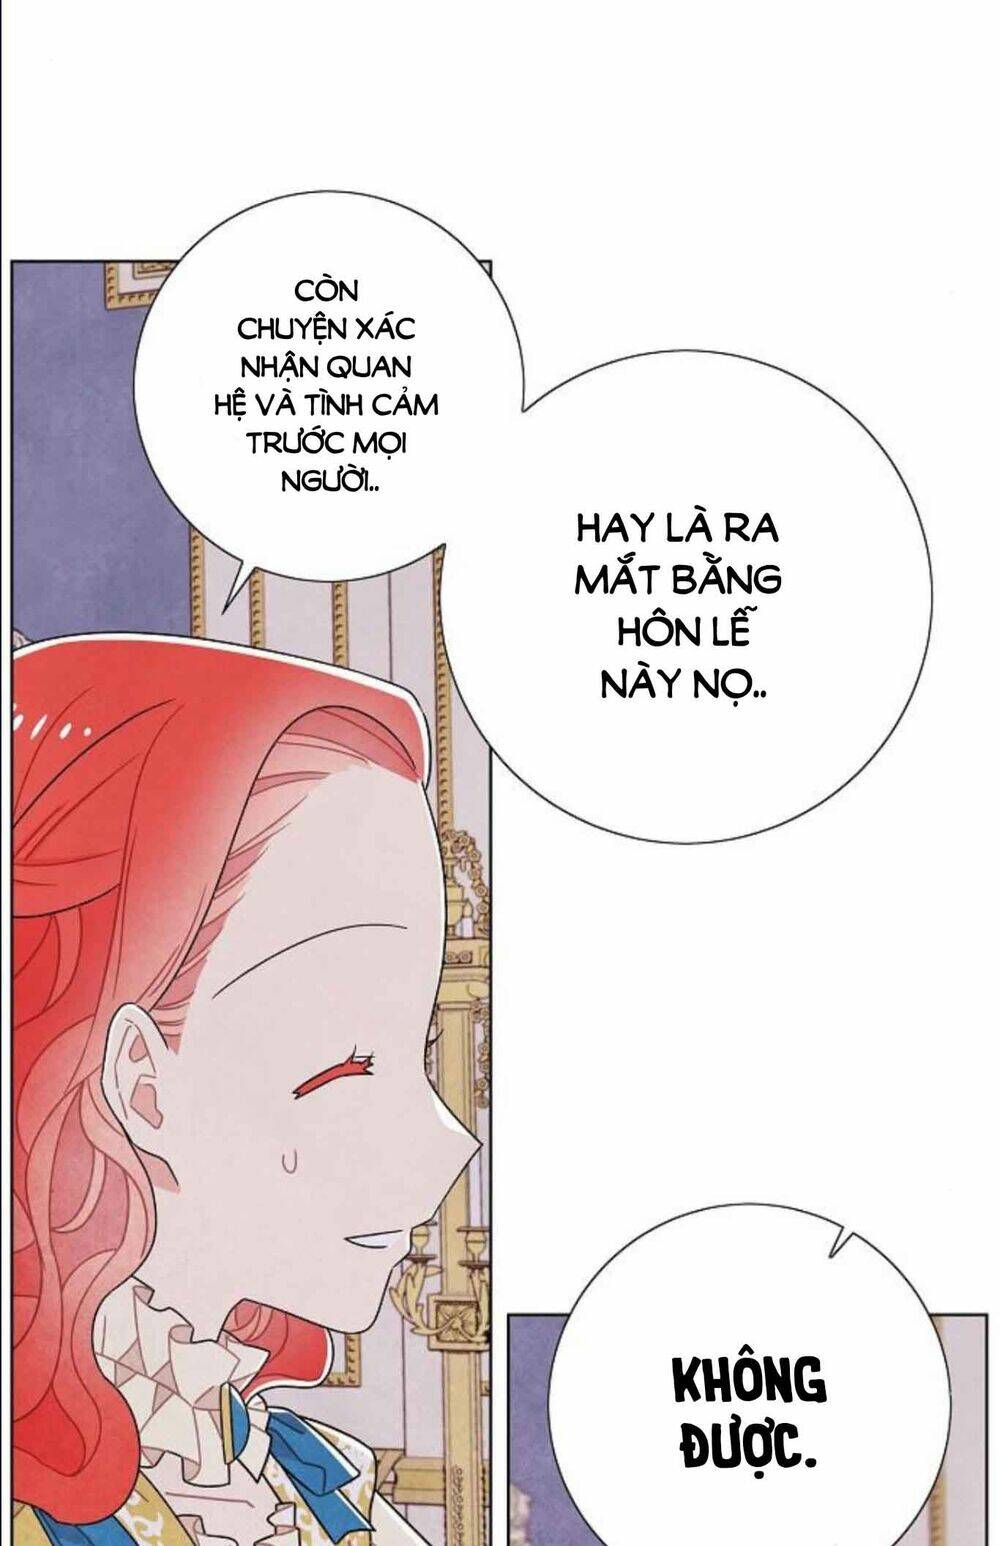 CÒN
CHUYỆN XÁC
NHẬN QUAN
HỆ VÀ TÌNH CẢM
TRƯỚC MỌI
NGƯỜI..
HAY LÀ RA
MẮT BẰNG
HÔN LỄ
NÀY NỌ..
KHÔNG
ĐƯỢC.